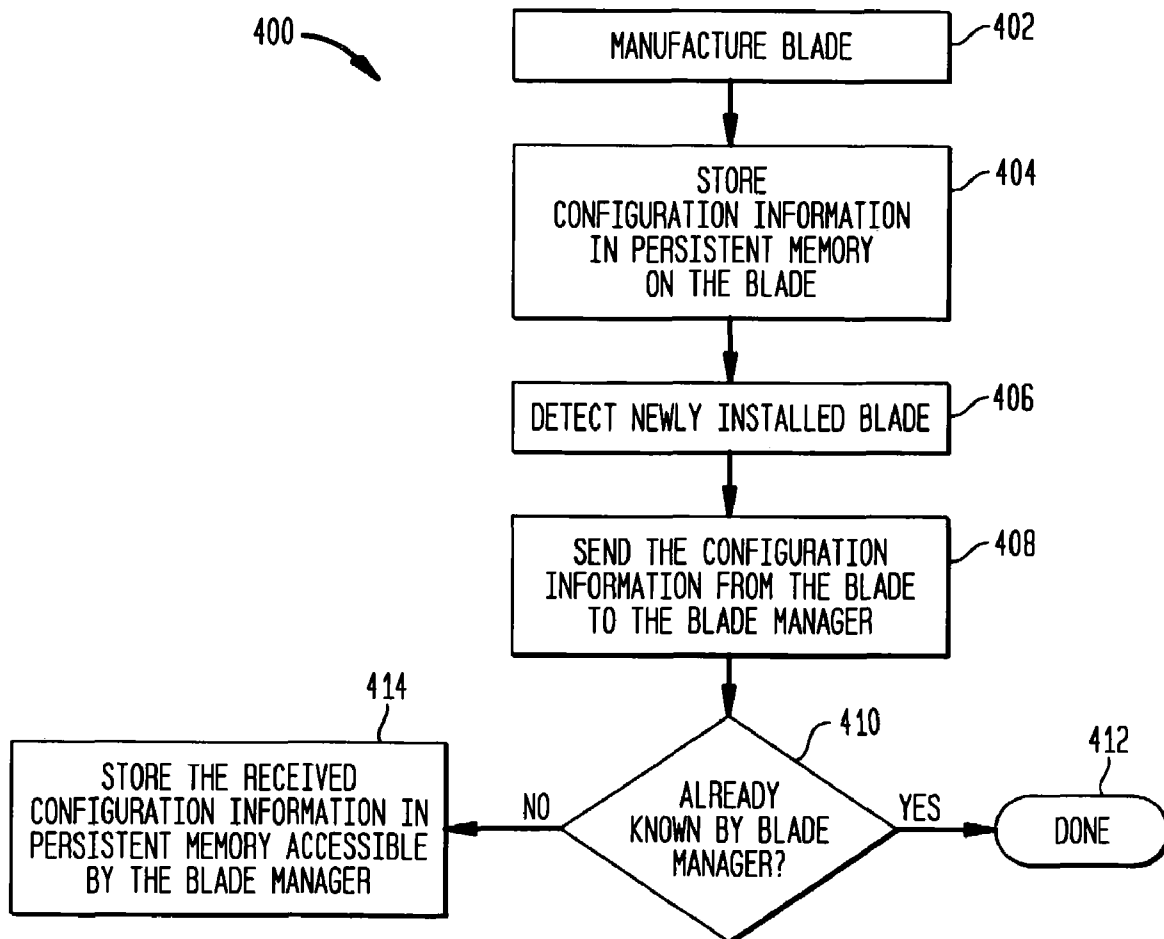 400
MANUFACTURE BLADE
402
STORE
CONFIGURATION INFORMATION
IN PERSISTENT MEMORY
ON THE BLADE
404
DETECT NEWLY INSTALLED BLADE
406
SEND THE CONFIGURATION
INFORMATION FROM THE BLADE
TO THE BLADE MANAGER
408
414
STORE THE RECEIVED
CONFIGURATION INFORMATION IN
PERSISTENT MEMORY ACCESSIBLE
BY THE BLADE MANAGER
NO
410
ALREADY
KNOWN BY BLADE
MANAGER?
YES
412
DONE